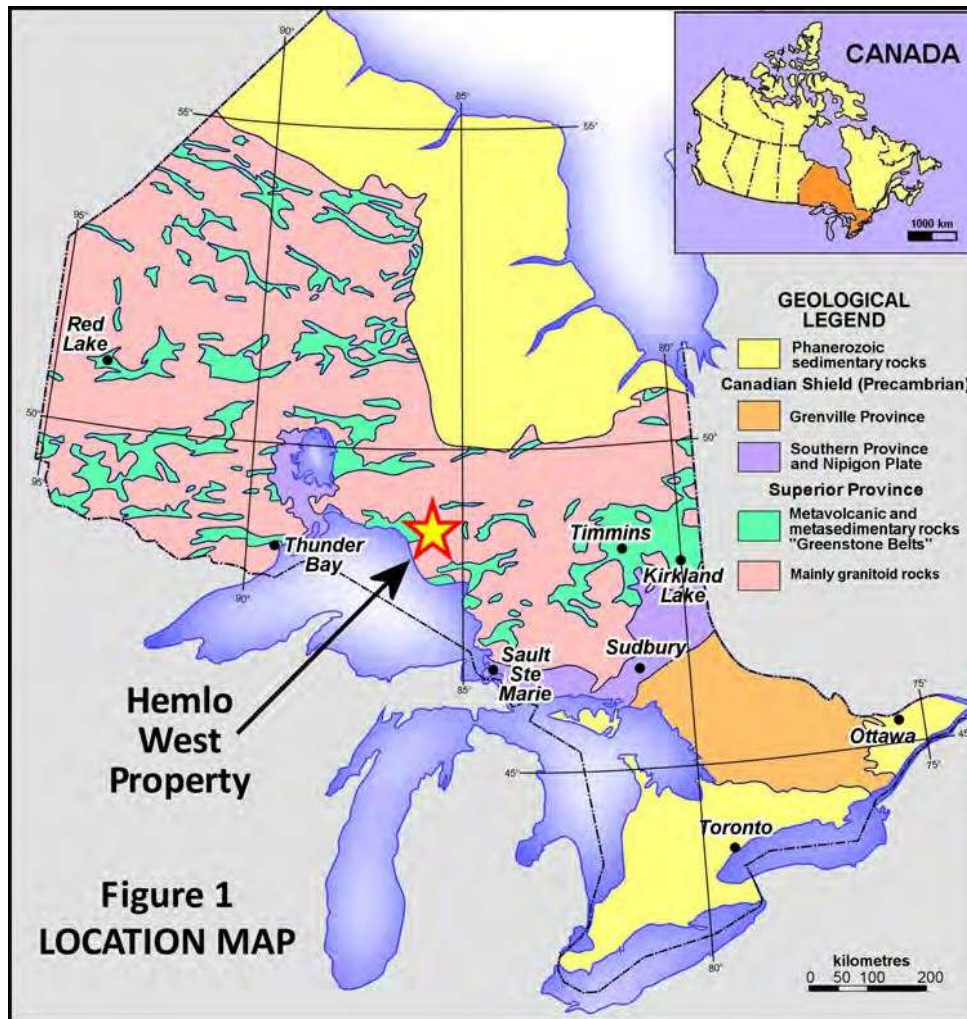 90°
85°
55°
55°
CANADA
1000 km
95°
Red
Lake
50
95°
90°
Thunder
Bay
80°
50°
Timmins
Kirkland
Lake
Sudbury
Sault
Ste
Marie
85°
75°
Ottawa
45°
75°
45°
Toronto
80°
GEOLOGICAL
LEGEND
Phanerozoic
sedimentary rocks
Canadian Shield (Precambrian)
Grenville Province
Southern Province
and Nipigon Plate
Superior Province
Metavolcanic and
metasedimentary rocks
"Greenstone Belts"
Mainly granitoid rocks
Hemlo
West
Property
Figure 1
LOCATION MAP
kilometres
0 50 100 200